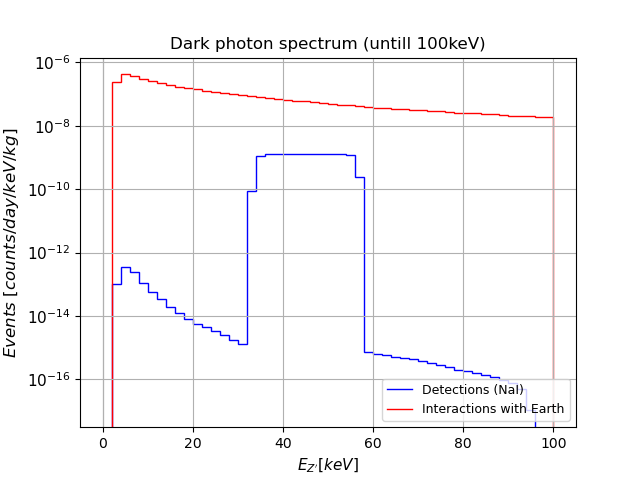 Dark photon spectrum (untill 100keV)
10⁻⁶
10⁻⁸
10⁻¹⁰
10⁻¹²
10⁻¹⁴
10⁻¹⁶
Events [counts/day/keV/kg]
Detections (NaI)
Interactions with Earth
0 20 40 60 80 100
E_{Z'}[keV]